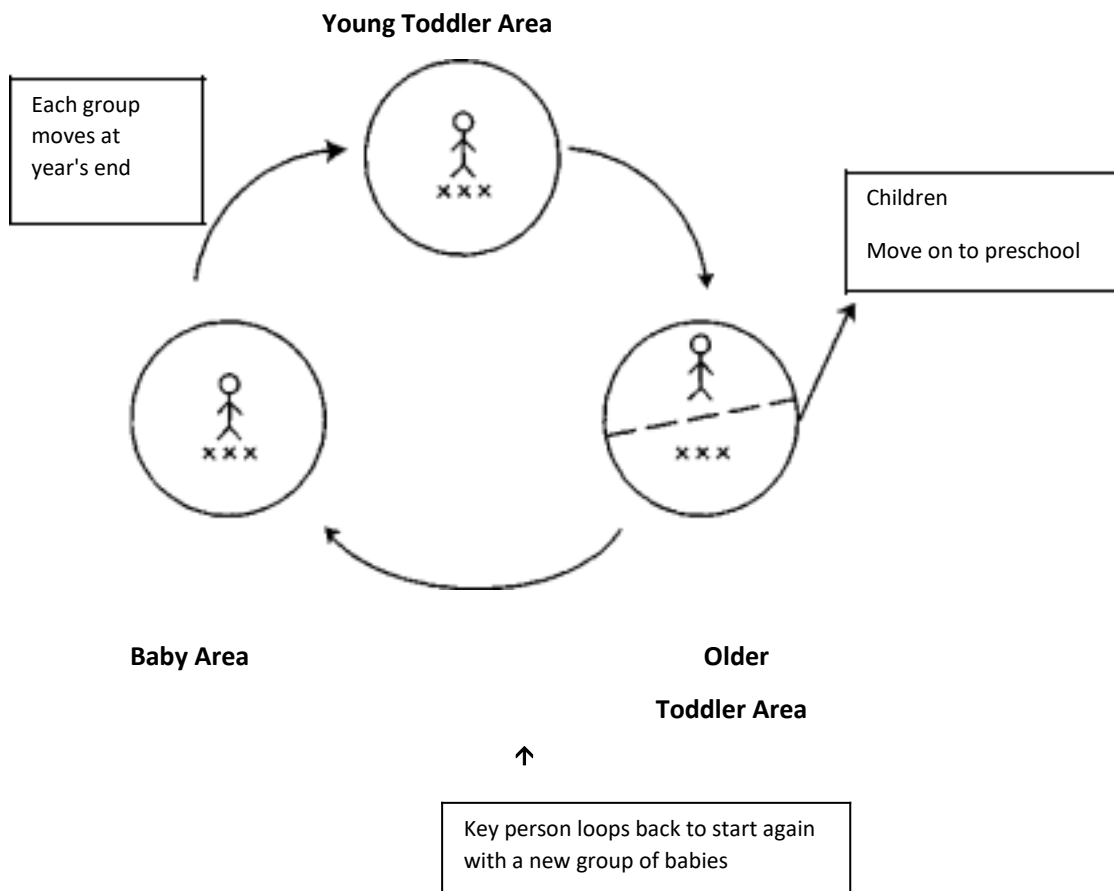 Young Toddler Area
Each group
moves at
year's end
Children
Move on to preschool
x x x
x x x
x x x
Baby Area
Older
Toddler Area
↑
Key person loops back to start again
with a new group of babies